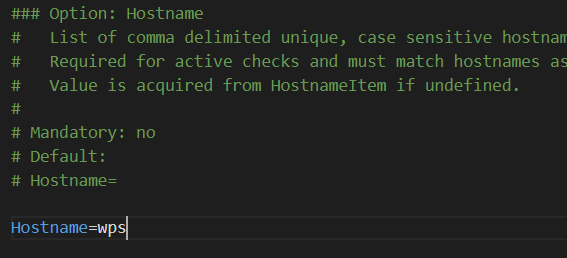 ### Option: Hostname
#   List of comma delimited unique, case sensitive
#   Required for active checks and must match hostnames as
#   Value is acquired from HostnameItem if undefined.
#
# Mandatory: no
# Default:
# Hostname=
Hostname=wps